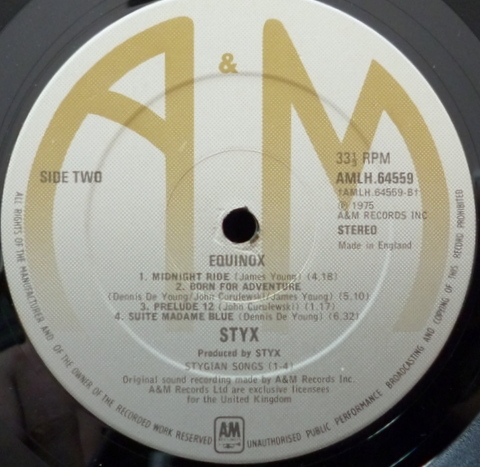 A & M
SIDE TWO
33⅓ RPM
AMLH.64559
(AMLH.64559-B1
℗ 1975
A&M RECORDS INC
STEREO
Made in England
EQUINOX
1. MIDNIGHT RIDE (James Young) (4.18)
2. BORN FOR ADVENTURE
(Dennis De Young/John Curulewski/James Young) (5.10)
3. PRELUDE 12 (John Curulewski) (1.17)
4. SUITE MADAME BLUE (Dennis De Young) (6.32)
STYX
Produced by STYX
STYGIAN SONGS (1-4)
Original sound recording made by A&M Records Inc.
A&M Records Ltd are exclusive licensees
for the United Kingdom
AM
ALL RIGHTS OF THE MANUFACTURER AND OF THE OWNER OF THE RECORDED WORK RESERVED
UNAUTHORISED PUBLIC PERFORMANCE BROADCASTING AND COPYING OF THIS RECORD PROHIBITED